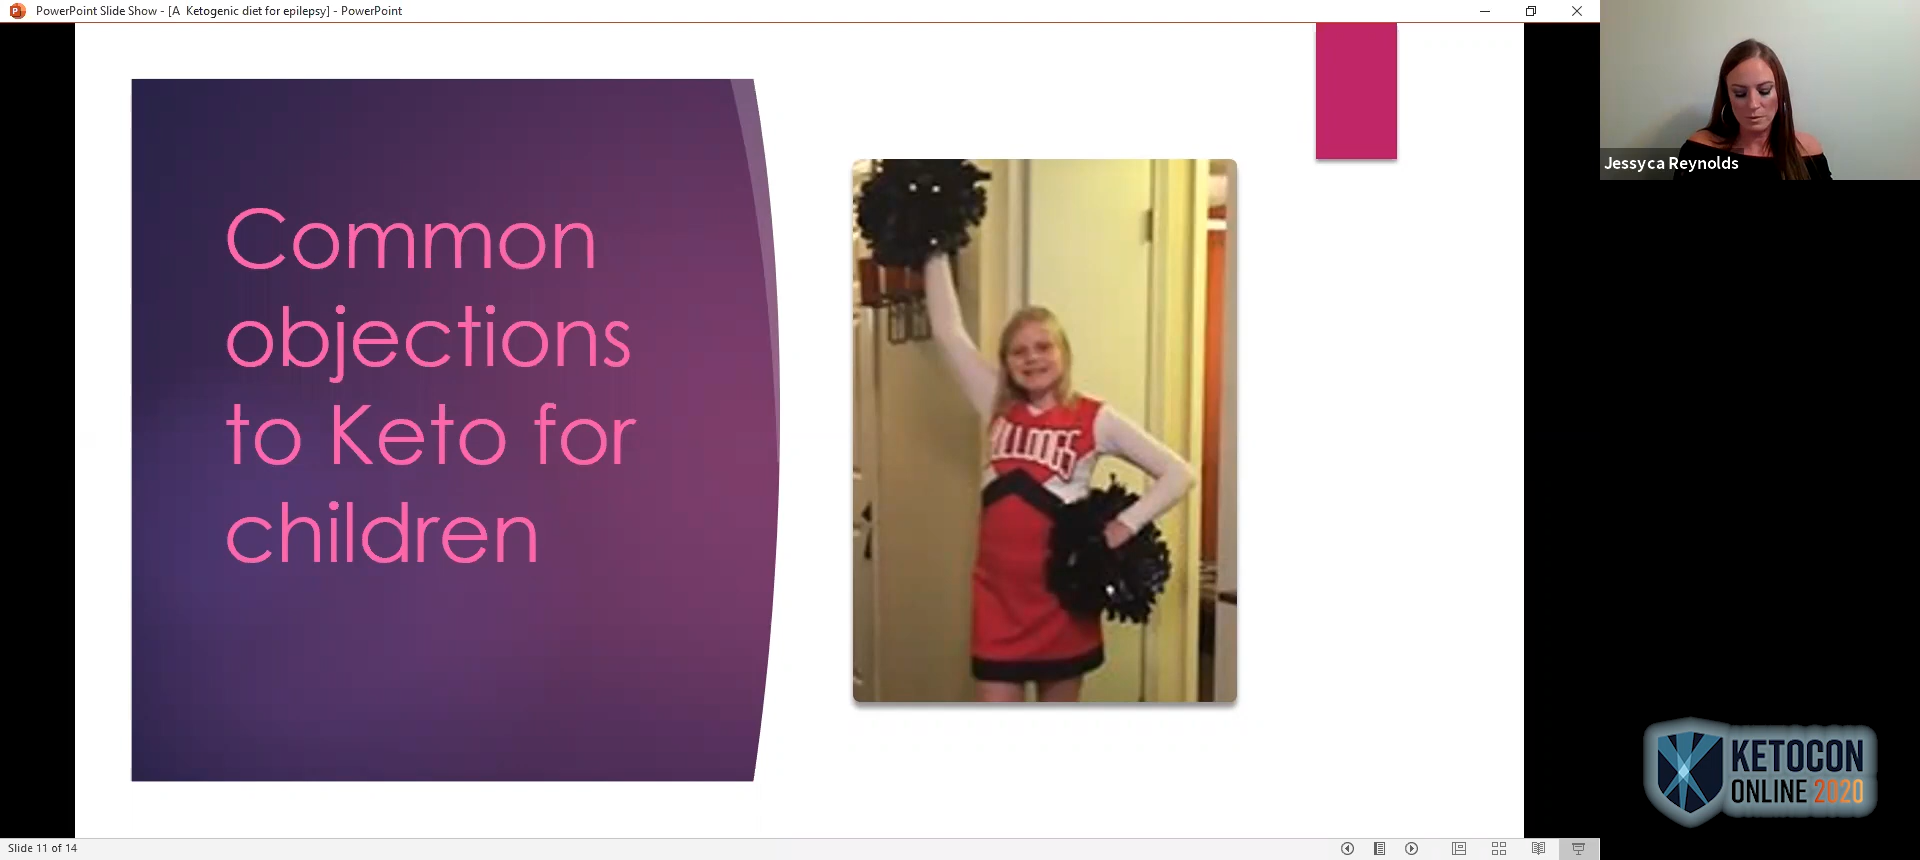 PowerPoint Slide Show - [A  Ketogenic diet for epilepsy] - PowerPoint
Jessyca Reynolds
Common
objections
to Keto for
children
KETOCON
ONLINE 2020
Slide 11 of 14